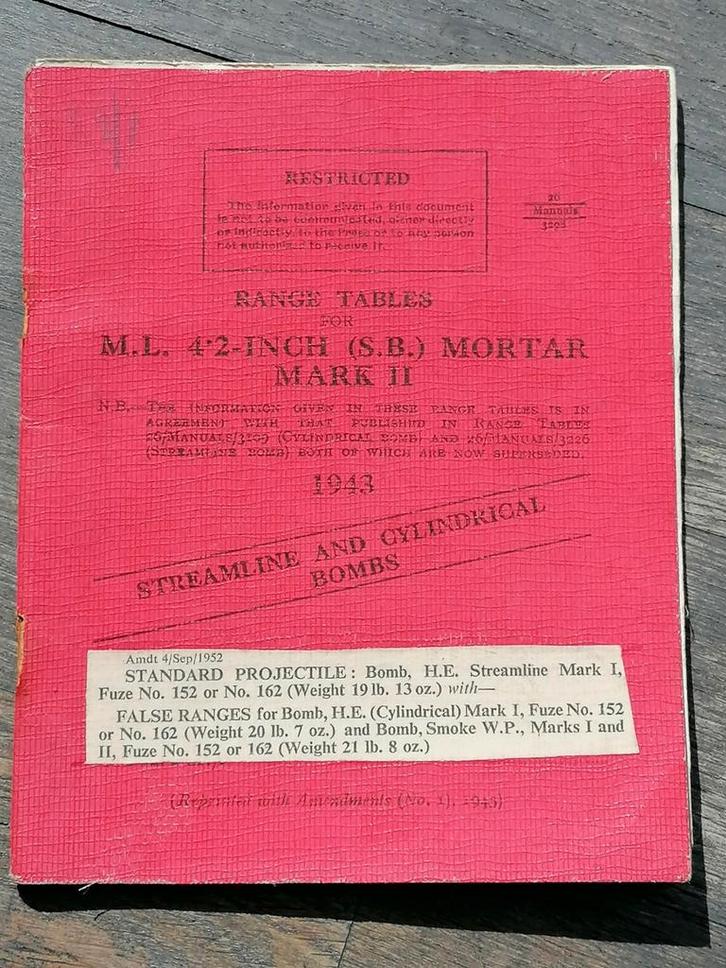 RESTRICTED
The information given in this document
is not to be communicated, either directly
or indirectly, to the Press or to any person
not authorized to receive it.
26
Manuals
RANGE TABLES
FOR
M.L. 4·2-INCH (S.B.) MORTAR
MARK II
N.B. THE INFORMATION GIVEN IN THESE RANGE TABLES IS IN
AGREEMENT WITH THAT PUBLISHED IN RANGE TABLES
(CYLINDRICAL BOMB) AND 26/MANUALS/3226
(STREAMLINE BOMB) BOTH OF WHICH ARE NOW SUPERSEDED.
1943
STREAMLINE AND CYLINDRICAL
BOMBS
Amdt 4/Sep/1952
STANDARD PROJECTILE: Bomb, H.E. Streamline Mark I,
Fuze No. 152 or No. 162 (Weight 19 lb. 13 oz.) with—
FALSE RANGES for Bomb, H.E. (Cylindrical) Mark I, Fuze No. 152
or No. 162 (Weight 20 lb. 7 oz.) and Bomb, Smoke W.P., Marks I and
II, Fuze No. 152 or 162 (Weight 21 lb. 8 oz.)
(Reprinted with Amendments (No. 1), 1943)